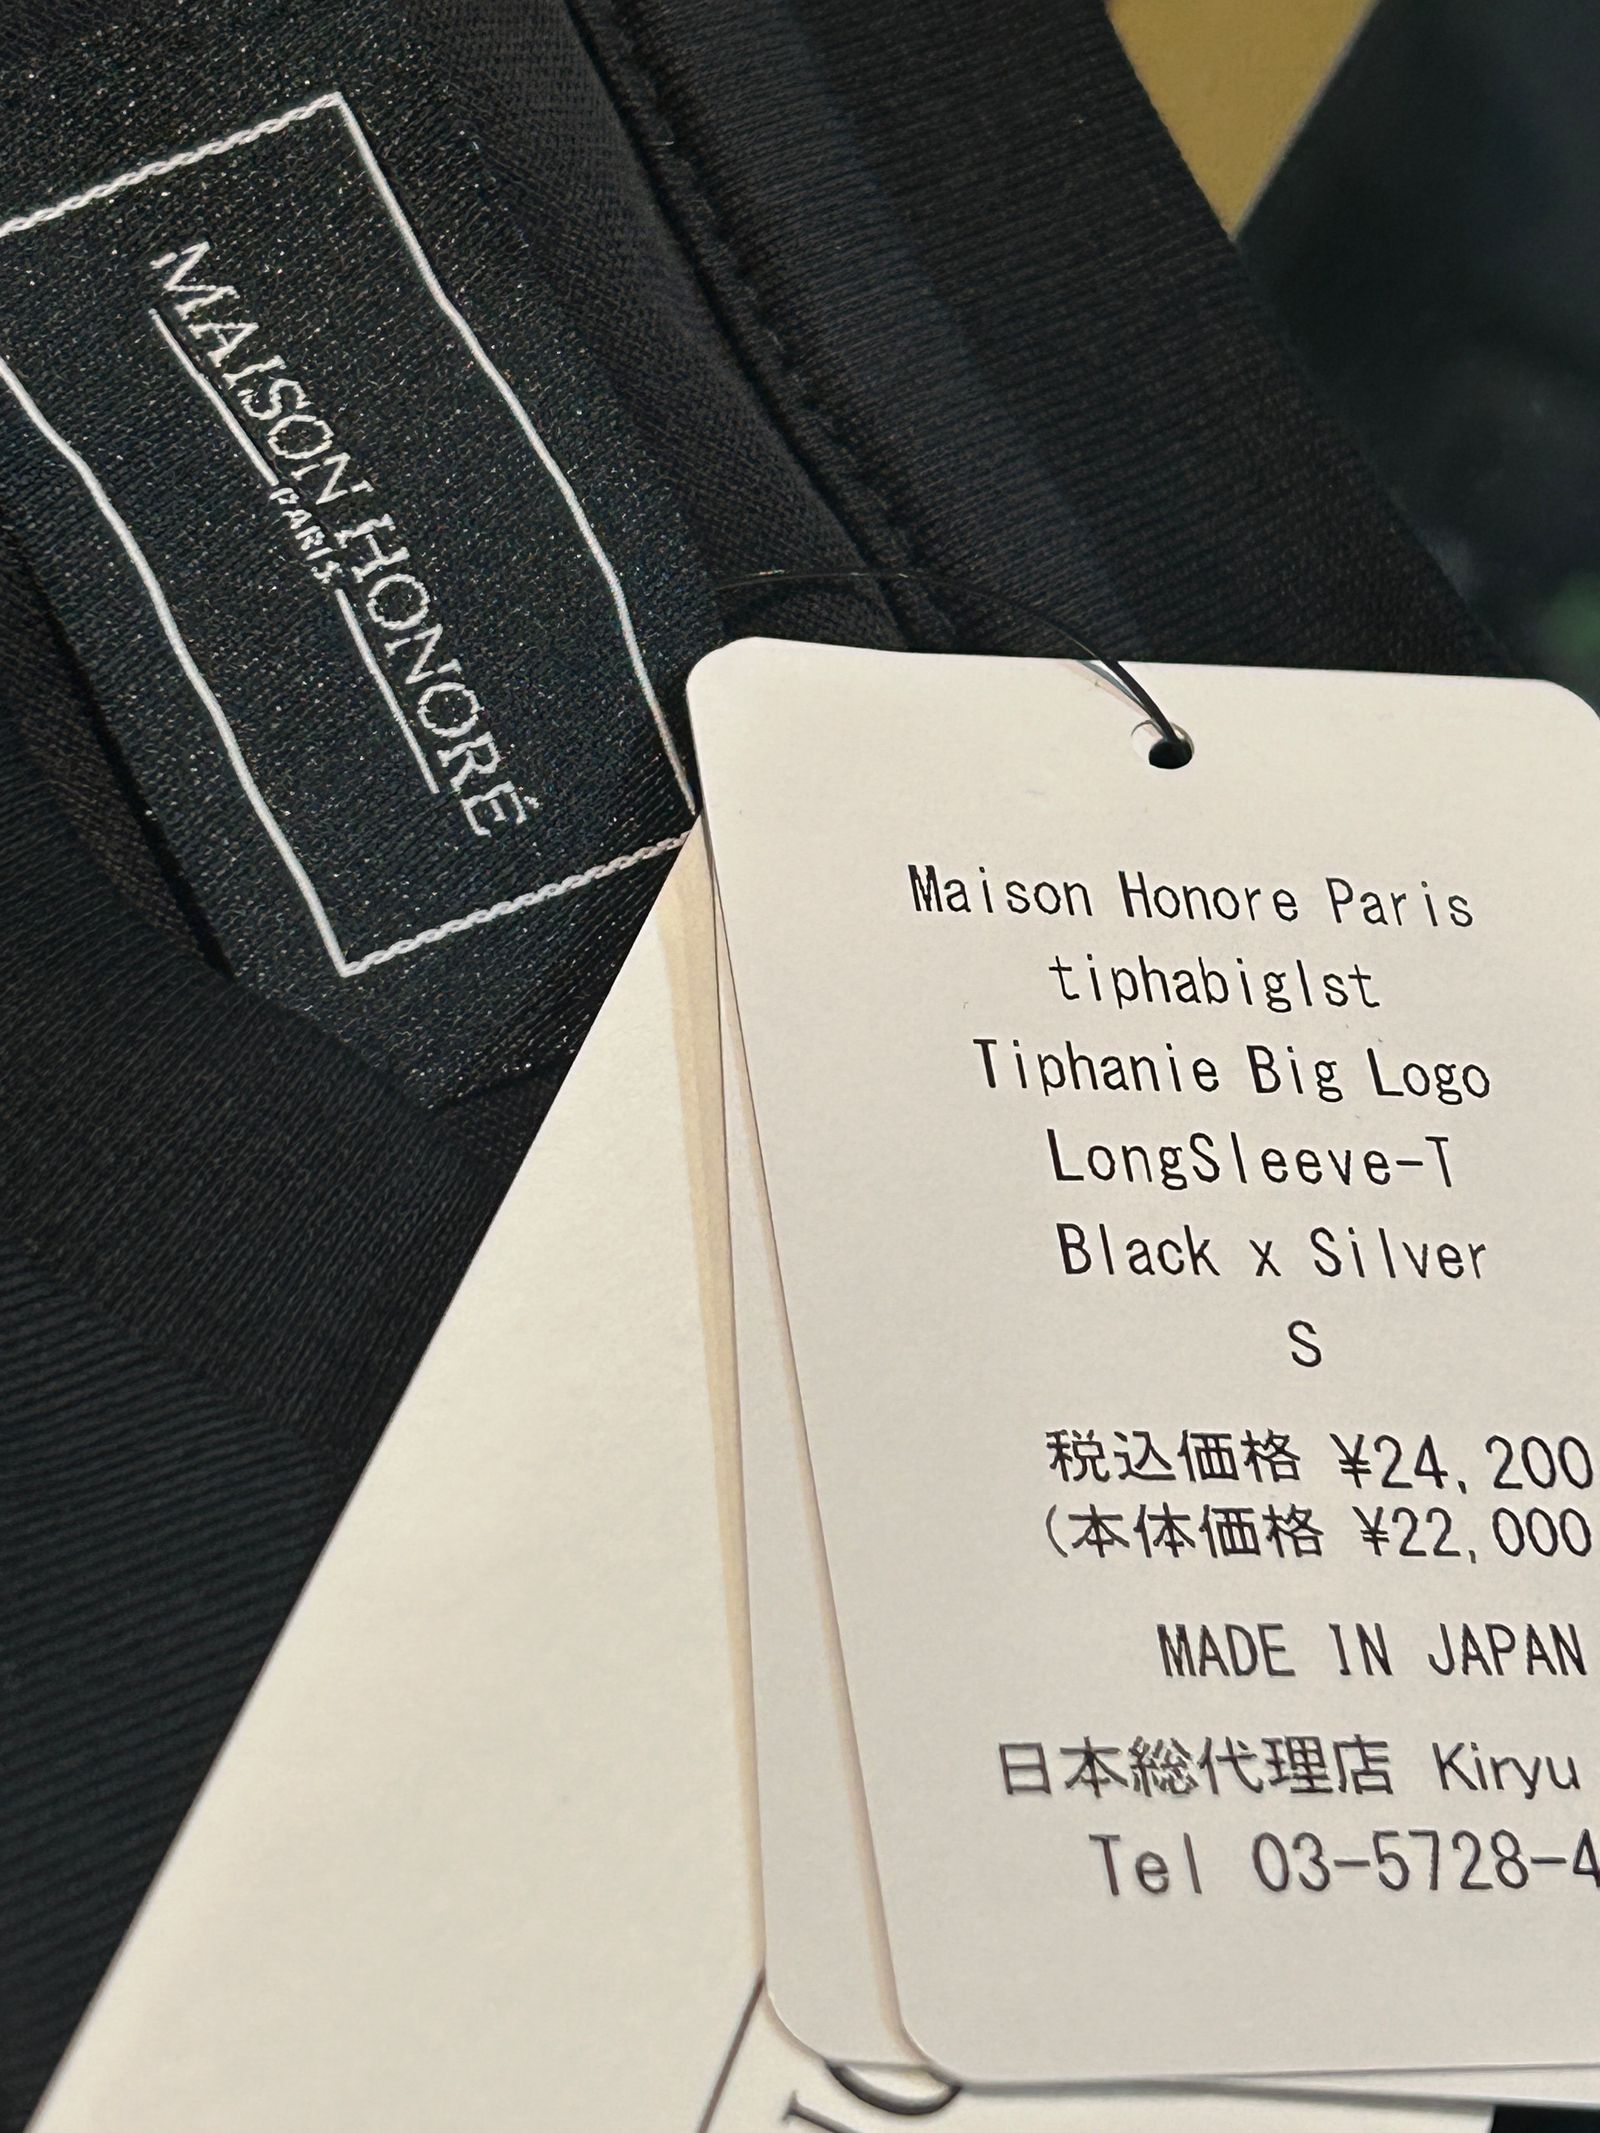 MAISON HONORÉ
PARIS
Maison Honore Paris
tiphabiglst
Tiphanie Big Logo
LongSleeve-T
Black x Silver
S
税込価格 ¥24,200
(本体価格 ¥22,000
MADE IN JAPAN
日本総代理店 Kiryu
Tel 03-5728-4